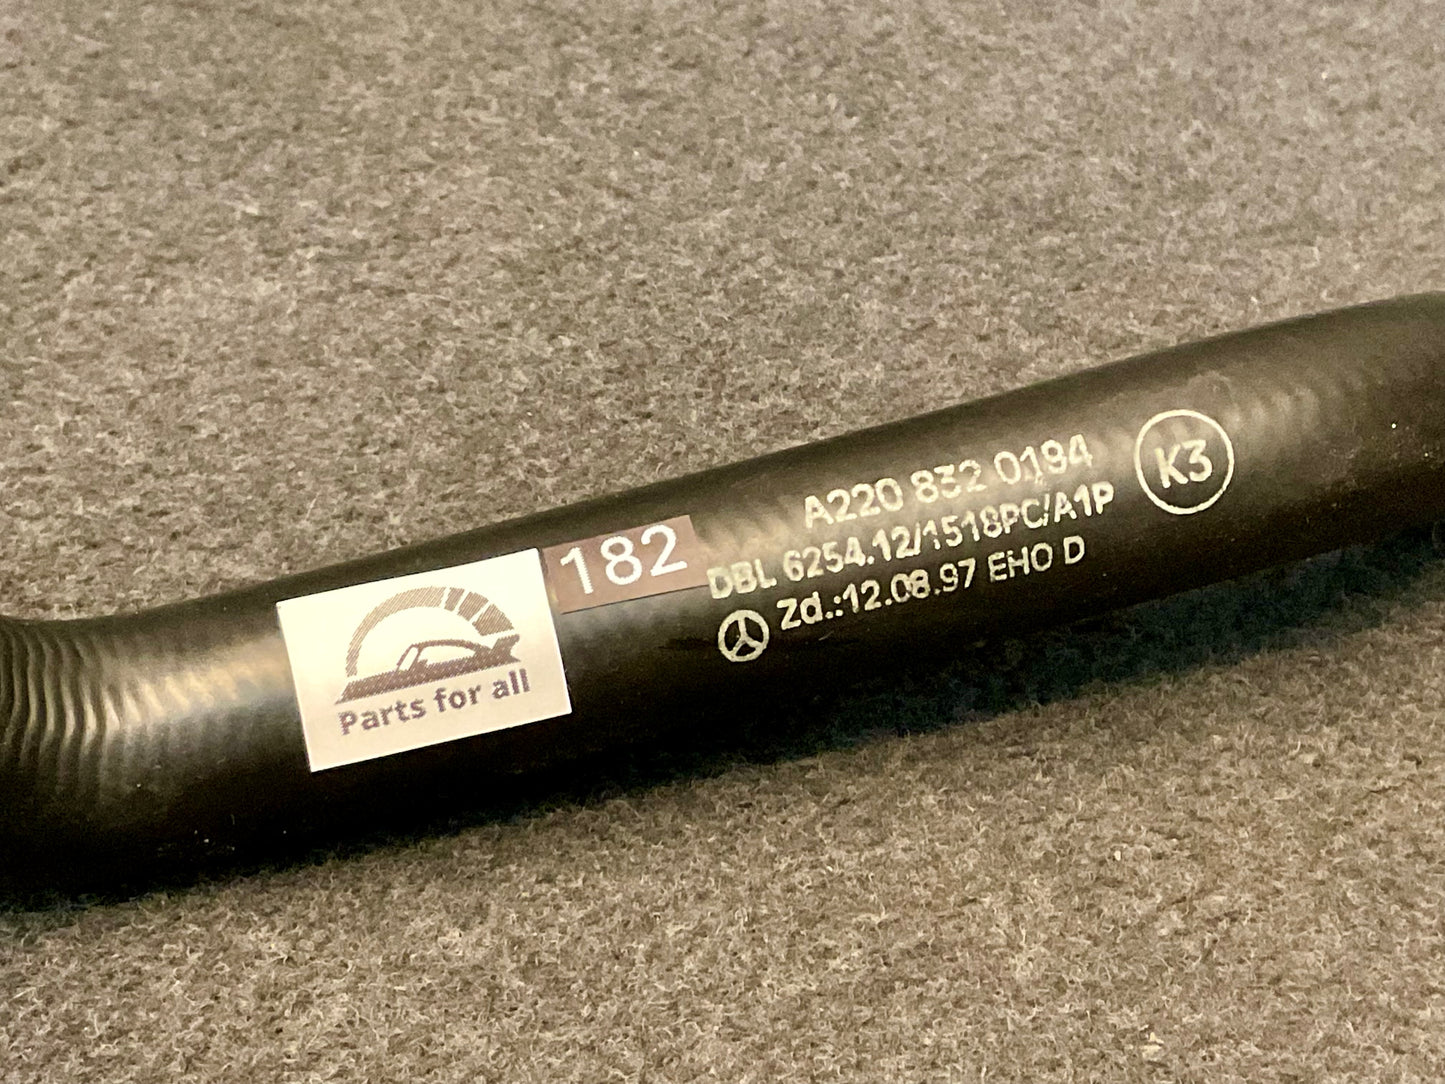 Parts for all
182
A220 832 0194
DBL 6254.12/1518PC/A1P
Zd.:12.08.97 EHO D
K3